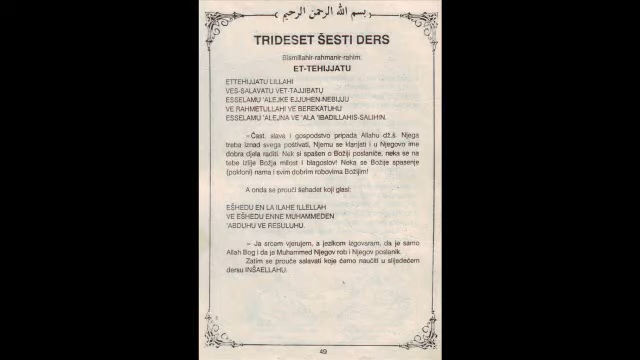 بسم الله الرحمن الرحيم
TRIDESET ŠESTI DERS
Bismillahir-rahmanir-rahim.
ET-TEHIJJATU
ETTEHIJJATU LILLAHI
VES-SALAVATU VET-TAJJIBATU
ESSELAMU 'ALEJKE EJJUHEN-NEBIJJU
VE RAHMETULLAHI VE BEREKATUHU
ESSELAMU 'ALEJNA VE 'ALA 'IBADILLAHIS-SALIHIN.
– Čast, slava i gospodstvo pripada Allahu dž.š. Njega
treba iznad svega poštivati, Njemu se klanjati i u Njegovo ime
dobra djela raditi. Nek si spašen o Božiji poslaniče, neka se na
tebe izlije Božja milost i blagoslov! Neka se Božije spasenje
(pokloni) nama i svim dobrim robovima Božijim!
A onda se prouči šehadet koji glasi:
EŠHEDU EN LA ILAHE ILLELLAH
VE EŠHEDU ENNE MUHAMMEDEN
'ABDUHU VE RESULUHU.
– Ja srcem vjerujem, a jezikom izgovaram, da je samo
Allah Bog i da je Muhammed Njegov rob i Njegov poslanik.
Zatim se prouče salavati koje ćemo naučiti u slijedećem
dersu INŠAELLAHU.
49